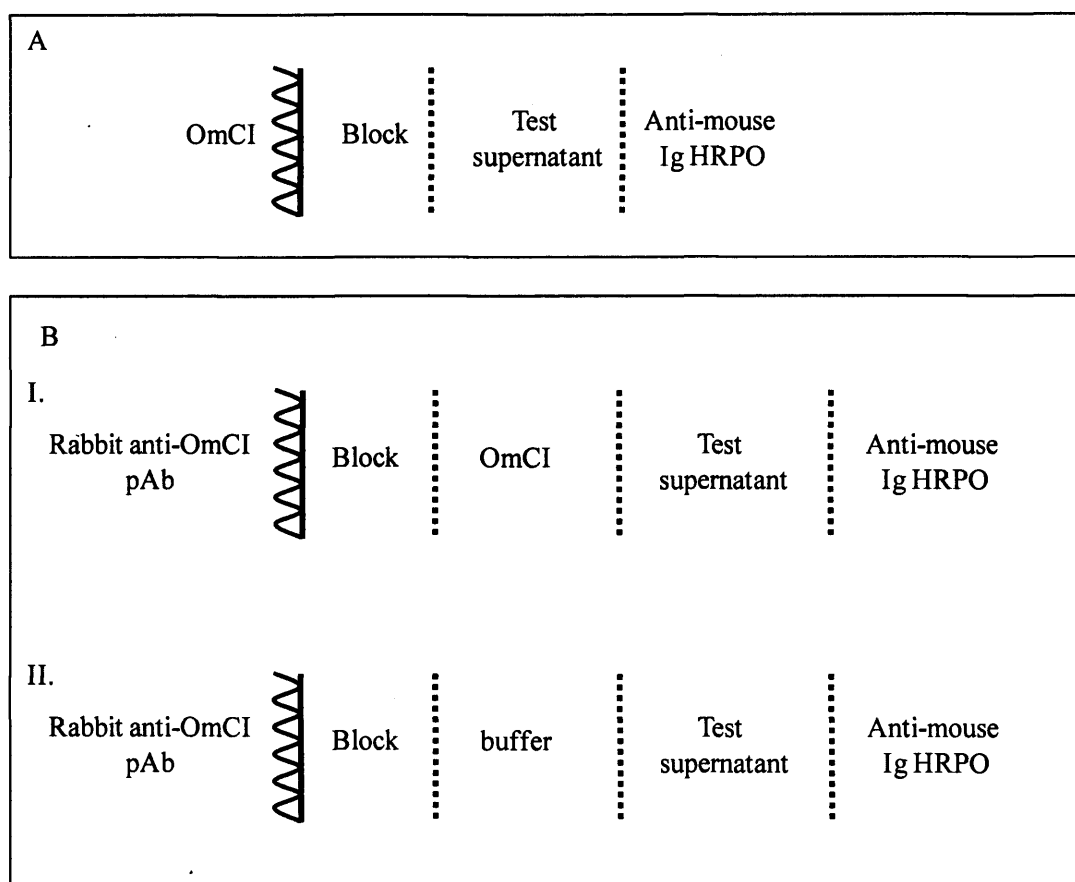 A
OmCI
Block
Test
supernatant
Anti-mouse
Ig HRPO
B
I.
Rabbit anti-OmCI
pAb
Block
OmCI
Test
supernatant
Anti-mouse
Ig HRPO
II.
Rabbit anti-OmCI
pAb
Block
buffer
Test
supernatant
Anti-mouse
Ig HRPO